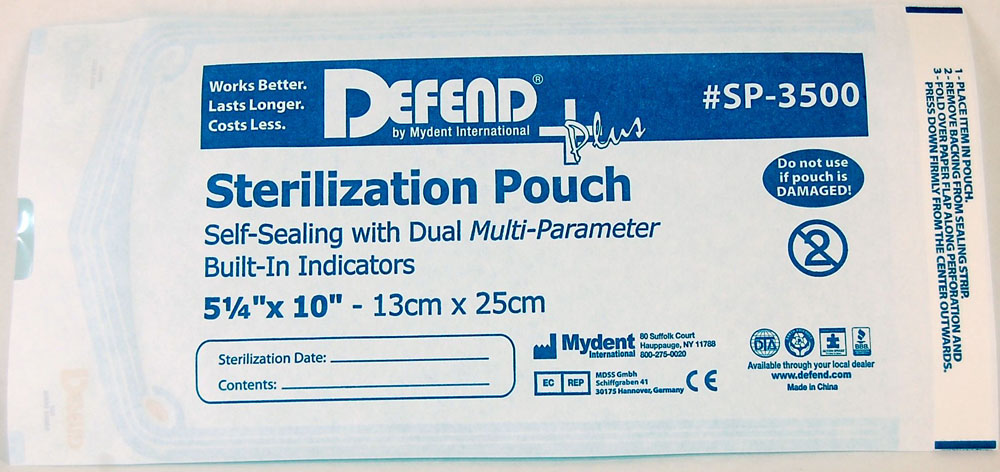 Works Better.
Lasts Longer.
Costs Less.
DEFEND®
by Mydent International
Plus
#SP-3500
Sterilization Pouch
Self-Sealing with Dual Multi-Parameter
Built-In Indicators
5¼"x 10" - 13cm x 25cm
Do not use
if pouch is
DAMAGED!
2
Sterilization Date:
Contents:
Mydent
International
80 Suffolk Court
Hauppauge, NY 11788
800-275-0020
EC REP
MDSS Gmbh
Schiffgraben 41
30175 Hannover, Germany
CE
DTA
BBB
Available through your local dealer
www.defend.com
Made in China
1 - PLACE ITEM IN POUCH.
2 - REMOVE BACKING FROM SEALING STRIP.
3 - FOLD OVER PAPER FLAP ALONG PERFORATION AND
PRESS DOWN FIRMLY FROM THE CENTER OUTWARDS.